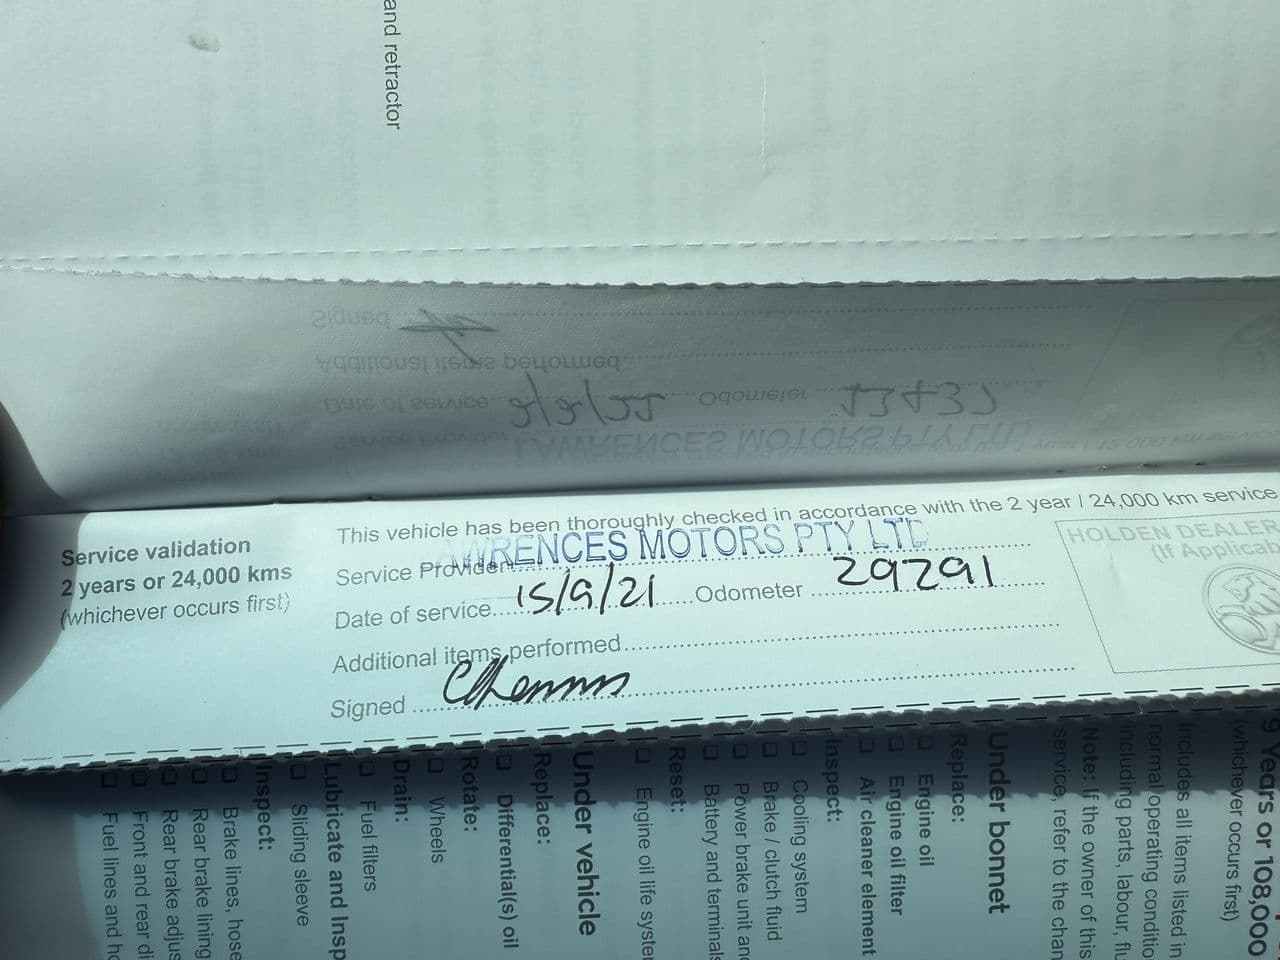 and retractor
Signed
Additional items performed
Date of service Odometer
LAWRENCES MOTORS PTY LTD
Service validation
2 years or 24,000 kms
(whichever occurs first)
This vehicle has been thoroughly checked in accordance with the 2 year / 24,000 km service
Service Provider WRENCES MOTORS PTY LTD
Date of service 15/9/21 Odometer 29291
Additional items performed
Signed
HOLDEN DEALER
(If Applicab
Years or 108,000
(whichever occurs first)
Includes all items listed in
normal operating conditio
including parts, labour, flu
Note: If the owner of this
service, refer to the chan
Under bonnet
Replace:
Engine oil
Engine oil filter
Air cleaner element
Inspect:
Cooling system
Brake / clutch fluid
Power brake unit and
Battery and terminals
Reset:
Engine oil life system
Under vehicle
Replace:
Differential(s) oil
Rotate:
Wheels
Drain:
Fuel filters
Lubricate and Insp
Sliding sleeve
Inspect:
Brake lines, hose
Rear brake lining
Rear brake adjus
Front and rear di
Fuel lines and ho